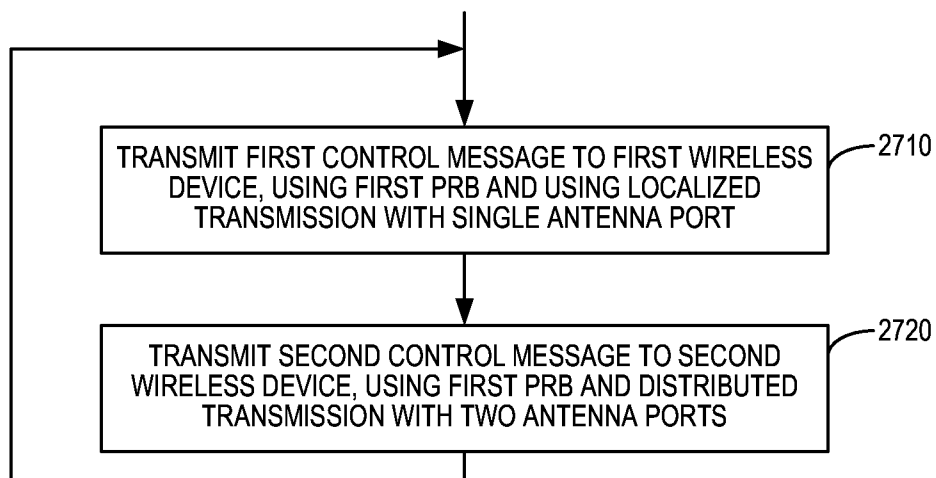 TRANSMIT FIRST CONTROL MESSAGE TO FIRST WIRELESS
DEVICE, USING FIRST PRB AND USING LOCALIZED
TRANSMISSION WITH SINGLE ANTENNA PORT
2710
TRANSMIT SECOND CONTROL MESSAGE TO SECOND
WIRELESS DEVICE, USING FIRST PRB AND DISTRIBUTED
TRANSMISSION WITH TWO ANTENNA PORTS
2720